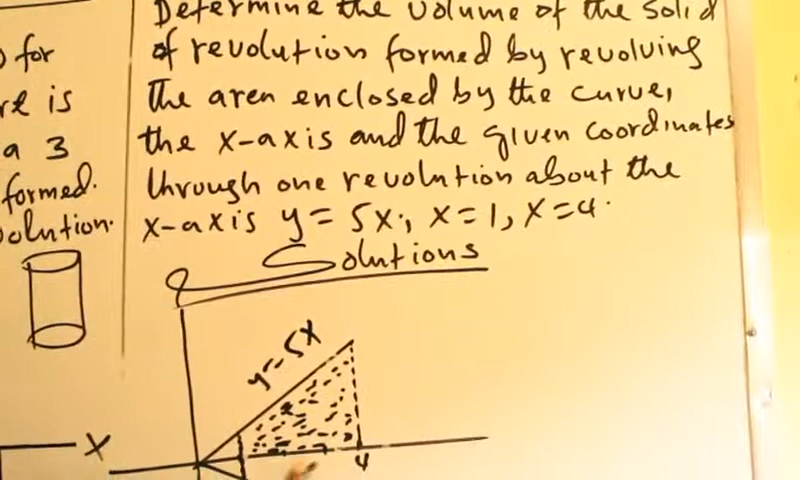 for
is
a 3
formed.
Determine the volume of the solid
of revolution formed by revolving
The area enclosed by the curve,
the x-axis and the given coordinates
through one revolution about the
x-axis y = 5x; x=1, x=4.
Solutions
y=5x
4
X